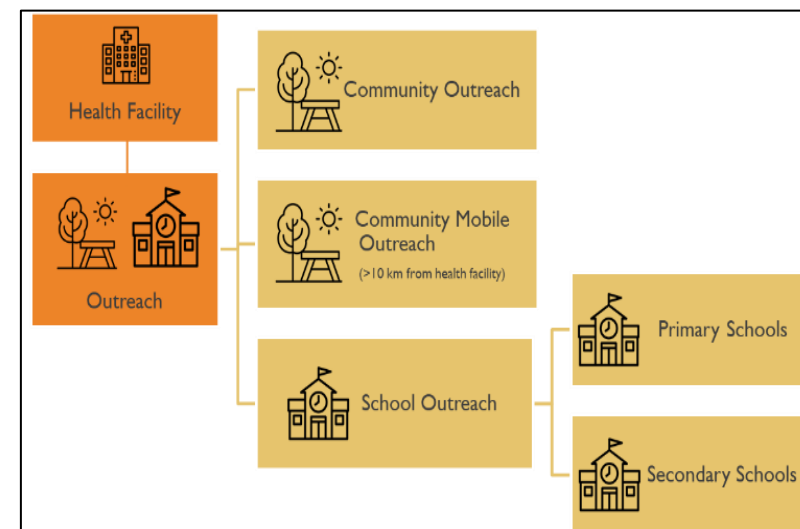 Health Facility
Outreach
Community Outreach
Community Mobile
Outreach
(>10 km from health facility)
School Outreach
Primary Schools
Secondary Schools